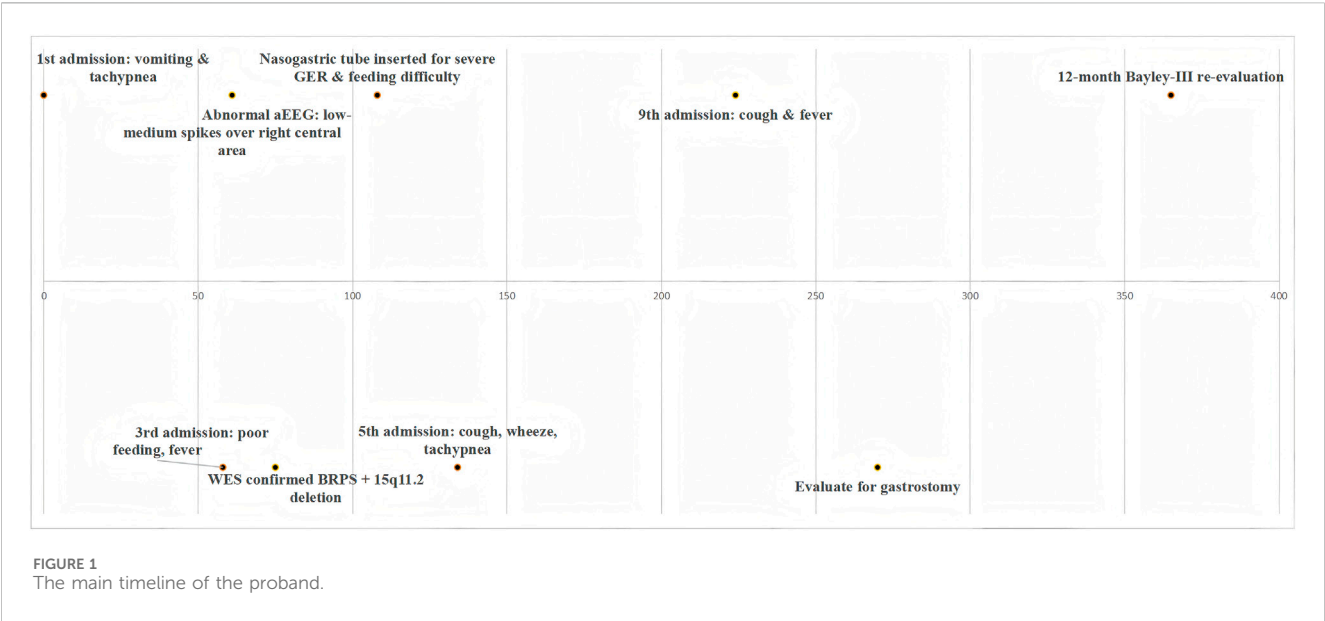 1st admission: vomiting &
tachypnea
Nasogastric tube inserted for severe
GER & feeding difficulty
12-month Bayley-III re-evaluation
Abnormal aEEG: low-
medium spikes over right central
area
9th admission: cough & fever
0 50 100 150 200 250 300 350 400
3rd admission: poor
feeding, fever
5th admission: cough, wheeze,
tachypnea
WES confirmed BRPS + 15q11.2
deletion
Evaluate for gastrostomy
FIGURE 1
The main timeline of the proband.